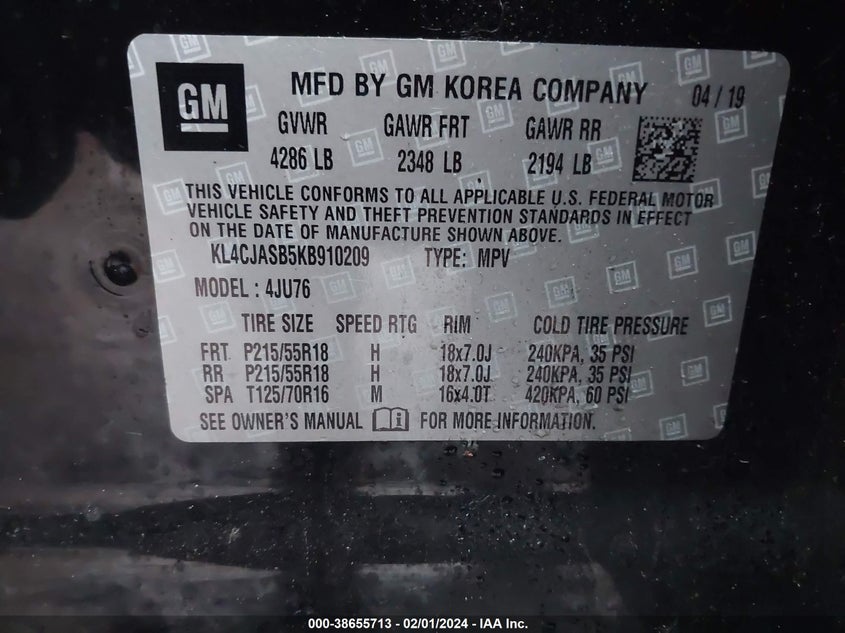 GM
MFD BY GM KOREA COMPANY 04 / 19
GVWR GAWR FRT GAWR RR
4286 LB 2348 LB 2194 LB
THIS VEHICLE CONFORMS TO ALL APPLICABLE U.S. FEDERAL MOTOR
VEHICLE SAFETY AND THEFT PREVENTION STANDARDS IN EFFECT
ON THE DATE OF MANUFACTURE SHOWN ABOVE.
KL4CJASB5KB910209 TYPE: MPV
MODEL : 4JU76
TIRE SIZE SPEED RTG RIM COLD TIRE PRESSURE
FRT P215/55R18 H 18x7.0J 240KPA, 35 PSI
RR P215/55R18 H 18x7.0J 240KPA, 35 PSI
SPA T125/70R16 M 16x4.0T 420KPA, 60 PSI
SEE OWNER'S MANUAL FOR MORE INFORMATION.
000-38655713 - 02/01/2024 - IAA Inc.